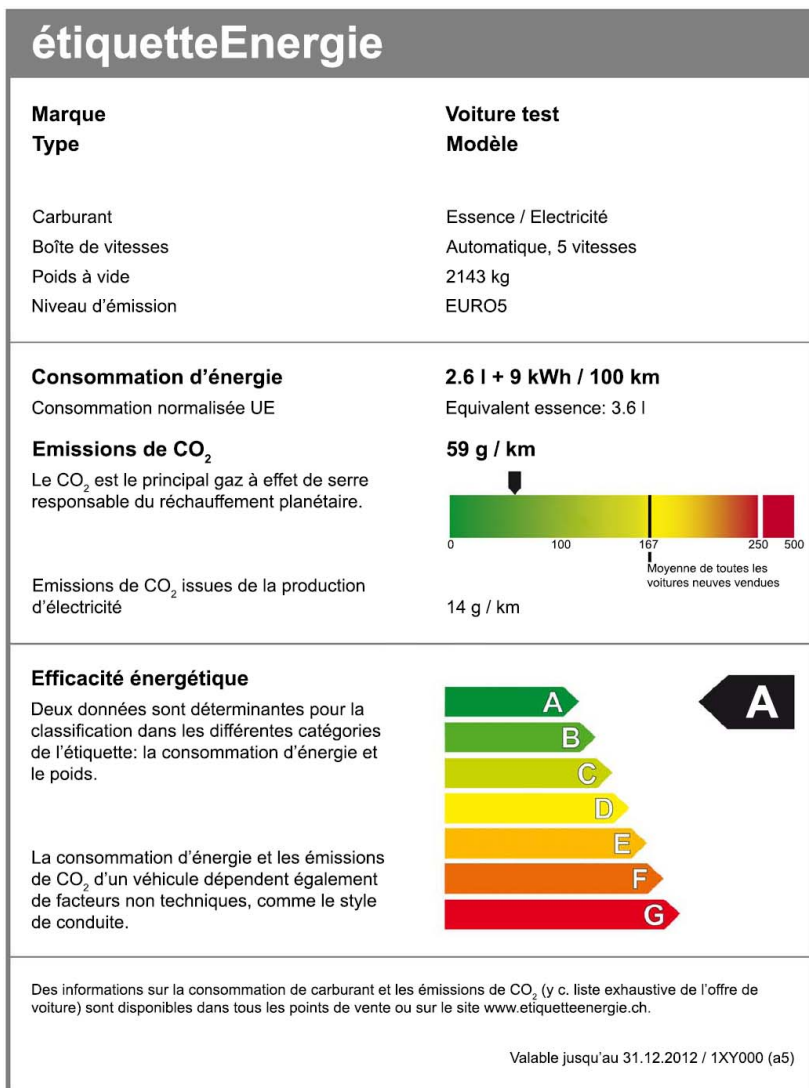 étiquetteEnergie
Marque Voiture test
Type Modèle
Carburant Essence / Electricité
Boîte de vitesses Automatique, 5 vitesses
Poids à vide 2143 kg
Niveau d'émission EURO5
Consommation d'énergie 2.6 l + 9 kWh / 100 km
Consommation normalisée UE Equivalent essence: 3.6 l
Emissions de CO₂ 59 g / km
Le CO₂ est le principal gaz à effet de serre
responsable du réchauffement planétaire.
0 100 167 250 500
Moyenne de toutes les
voitures neuves vendues
Emissions de CO₂ issues de la production
d'électricité 14 g / km
Efficacité énergétique
Deux données sont déterminantes pour la
classification dans les différentes catégories
de l'étiquette: la consommation d'énergie et
le poids.
La consommation d'énergie et les émissions
de CO₂ d'un véhicule dépendent également
de facteurs non techniques, comme le style
de conduite.
A A
B
C
D
E
F
G
Des informations sur la consommation de carburant et les émissions de CO₂ (y c. liste exhaustive de l'offre de
voiture) sont disponibles dans tous les points de vente ou sur le site www.etiquetteenergie.ch.
Valable jusqu'au 31.12.2012 / 1XY000 (a5)